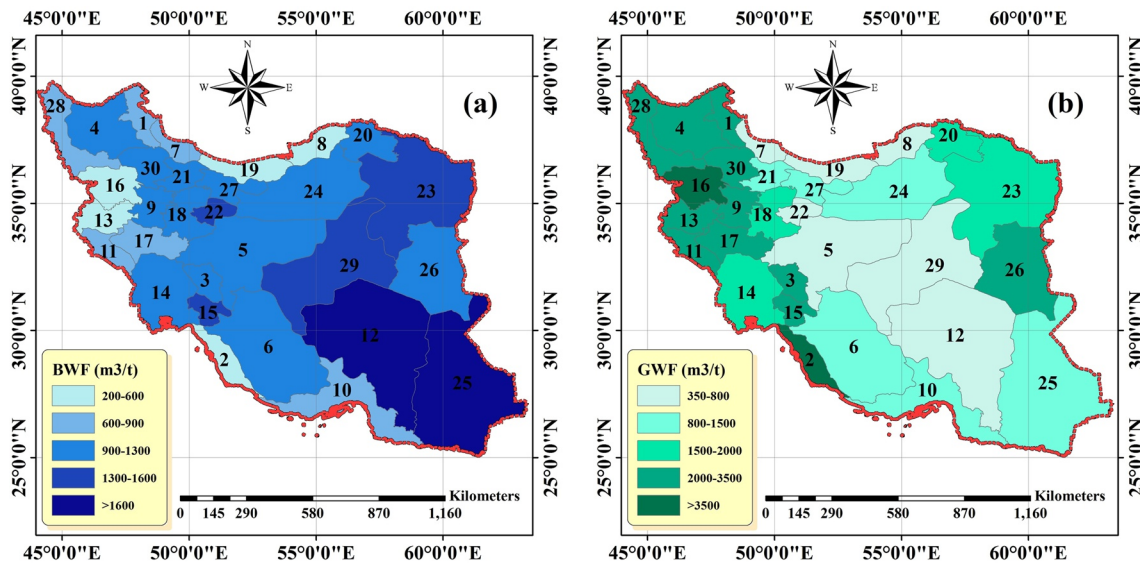 45°0'0"E 50°0'0"E 55°0'0"E 60°0'0"E
40°0'0"N
35°0'0"N
30°0'0"N
25°0'0"N
N
W E
S
(a)
28
4
1
7
8
20
19
30
21
16
27
24
23
9
18
22
13
17
5
11
29
26
3
14
15
12
6
2
10
25
BWF (m3/t)
200-600
600-900
900-1300
1300-1600
>1600
Kilometers
0 145 290 580 870 1,160
45°0'0"E 50°0'0"E 55°0'0"E 60°0'0"E
40°0'0"N
35°0'0"N
30°0'0"N
25°0'0"N
45°0'0"E 50°0'0"E 55°0'0"E 60°0'0"E
N
W E
S
(b)
28
4
1
7
8
20
19
30
21
16
27
24
23
9
18
22
13
17
5
11
29
26
3
14
15
12
6
2
10
25
GWF (m3/t)
350-800
800-1500
1500-2000
2000-3500
>3500
Kilometers
0 145 290 580 870 1,160
40°0'0"N
35°0'0"N
30°0'0"N
25°0'0"N
45°0'0"E 50°0'0"E 55°0'0"E 60°0'0"E